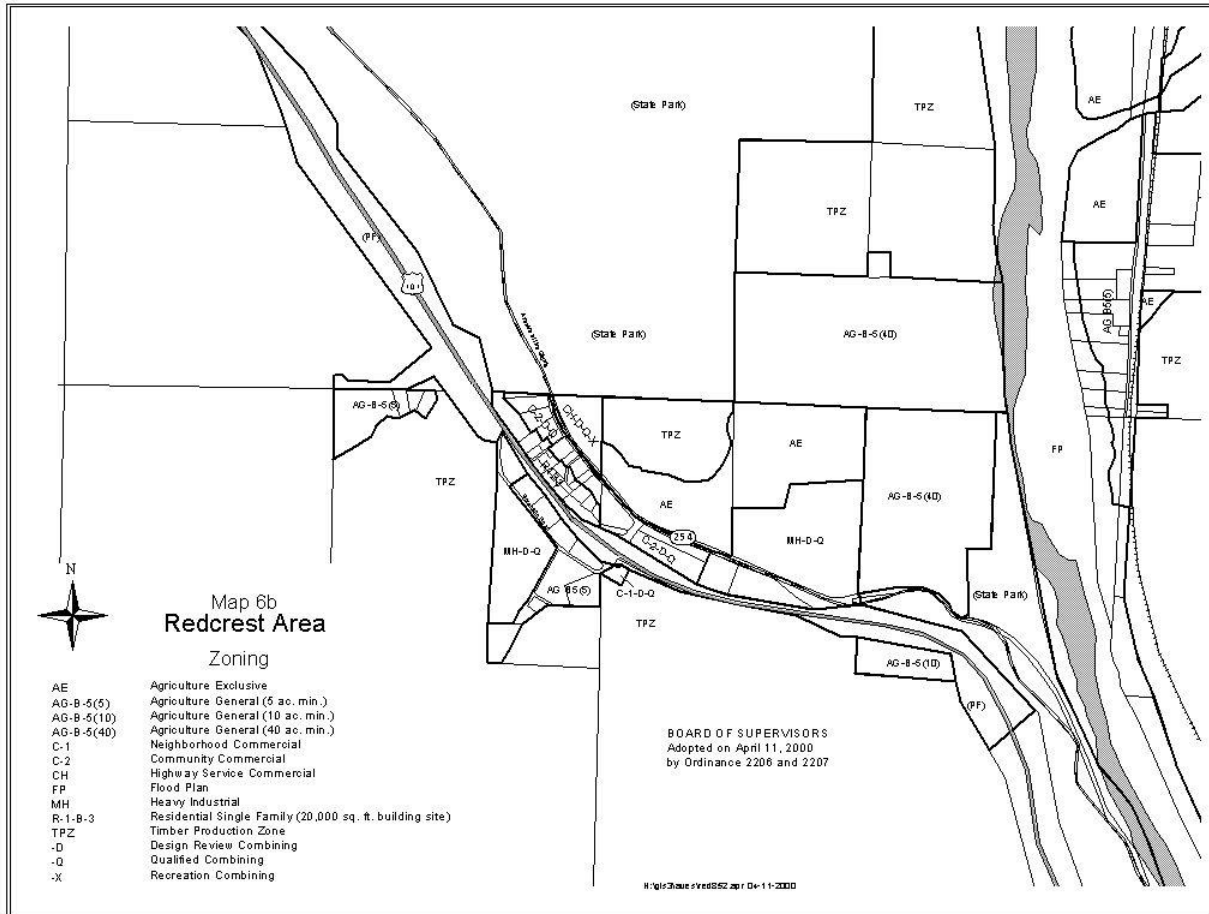 (State Park)
TPZ
AE
TPZ
AE
(PF)
101
(State Park)
AG-B-5(40)
AE
TPZ
AG-B-5(5)
C-2-D-Q
CH-D-Q-X
TPZ
AE
FP
TPZ
AG-B-5(40)
AE
254
C-2-D-Q
MH-D-Q
MH-D-Q
C-1-D-Q
(State Park)
TPZ
AG-B-5(10)
(PF)
N
Map 6b
Redcrest Area
Zoning
AE Agriculture Exclusive
AG-B-5(5) Agriculture General (5 ac. min.)
AG-B-5(10) Agriculture General (10 ac. min.)
AG-B-5(40) Agriculture General (40 ac. min.)
C-1 Neighborhood Commercial
C-2 Community Commercial
CH Highway Service Commercial
FP Flood Plan
MH Heavy Industrial
R-1-B-3 Residential Single Family (20,000 sq. ft. building site)
TPZ Timber Production Zone
-D Design Review Combining
-Q Qualified Combining
-X Recreation Combining
BOARD OF SUPERVISORS
Adopted on April 11, 2000
by Ordinance 2206 and 2207
04-11-2000